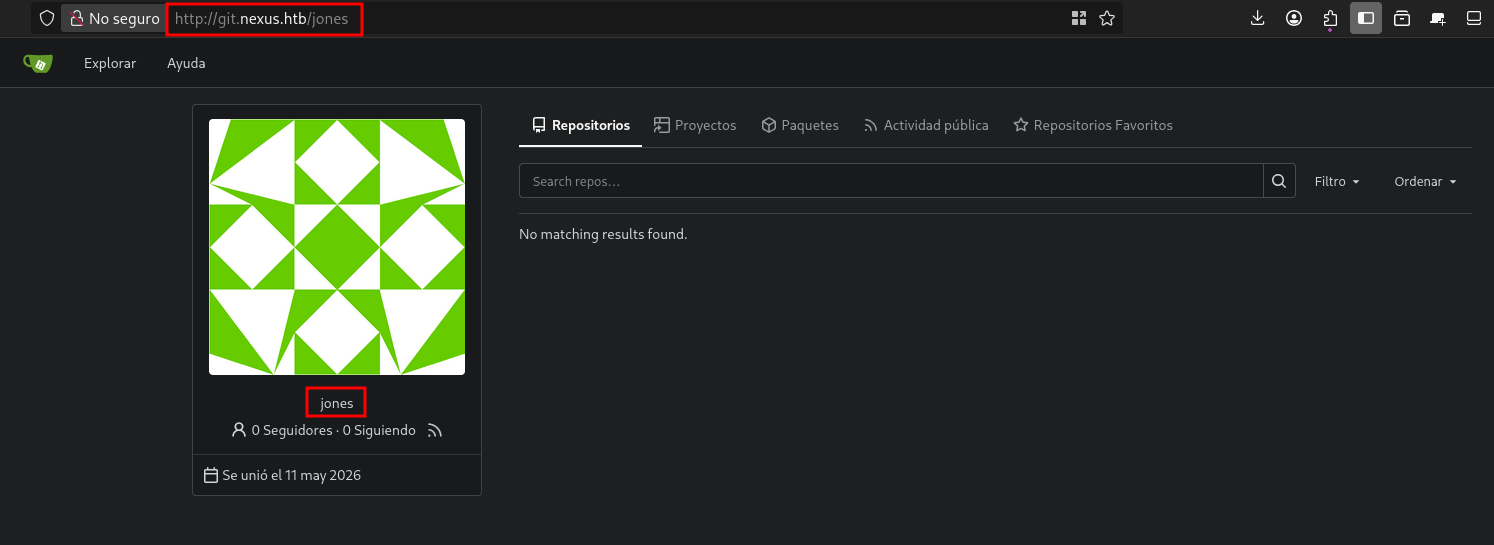 No seguro http://git.nexus.htb/jones
Explorar Ayuda
Repositorios Proyectos Paquetes Actividad pública Repositorios Favoritos
Search repos... Filtro Ordenar
No matching results found.
jones
0 Seguidores · 0 Siguiendo
Se unió el 11 may 2026